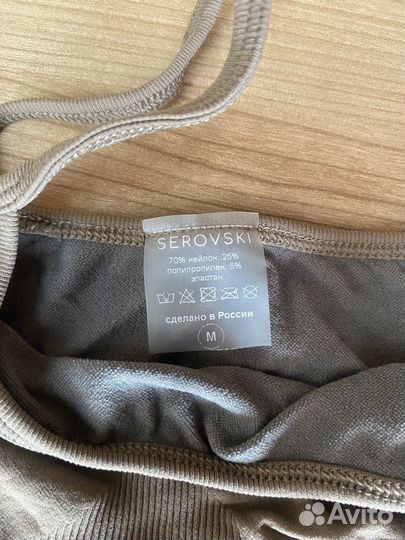 SEROVSKI
70% нейлон; 25%
полипропилен; 5%
эластан
сделано в России
M
Avito